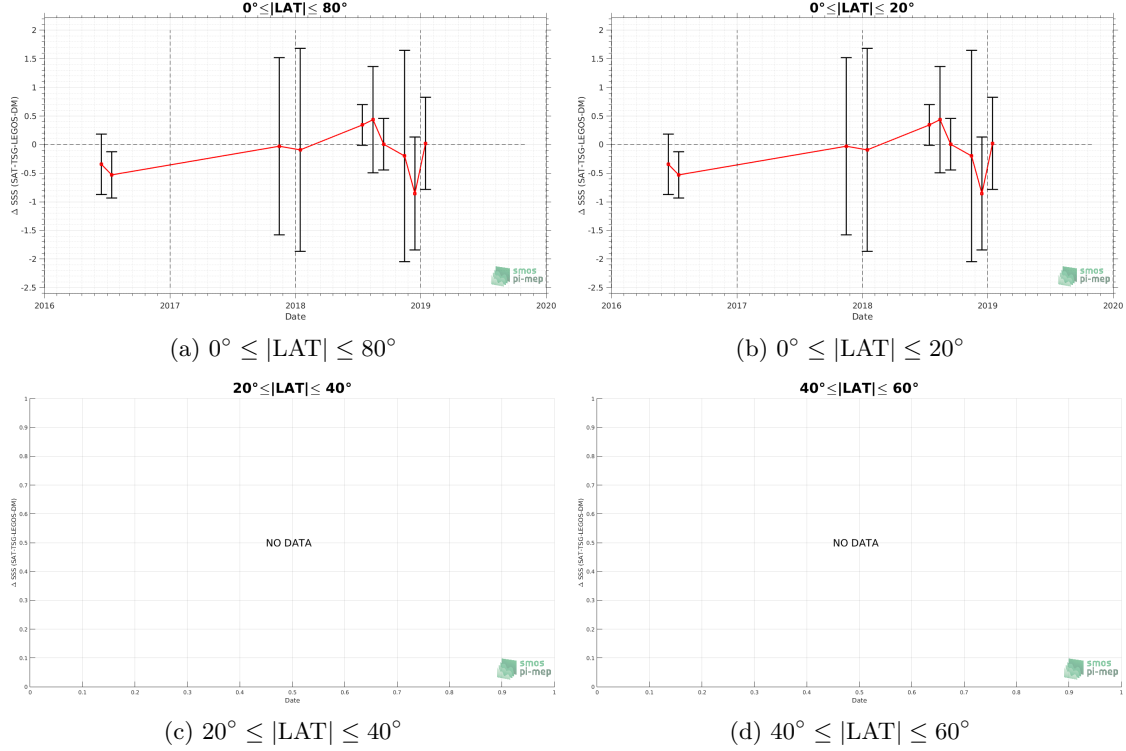 0°≤|LAT|≤ 80°
Δ SSS (SAT-TSG-LEGOS-DM)
2
1.5
1
0.5
0
-0.5
-1
-1.5
-2
-2.5
2016
2017
2018
2019
2020
Date
smos
pi-mep
(a) 0° ≤ |LAT| ≤ 80°
0°≤|LAT|≤ 20°
Δ SSS (SAT-TSG-LEGOS-DM)
2
1.5
1
0.5
0
-0.5
-1
-1.5
-2
-2.5
2016
2017
2018
2019
2020
Date
smos
pi-mep
(b) 0° ≤ |LAT| ≤ 20°
20°≤|LAT|≤ 40°
Δ SSS (SAT-TSG-LEGOS-DM)
1
0.9
0.8
0.7
0.6
0.5
0.4
0.3
0.2
0.1
0
NO DATA
0
0.1
0.2
0.3
0.4
0.5
0.6
0.7
0.8
0.9
1
Date
smos
pi-mep
(c) 20° ≤ |LAT| ≤ 40°
40°≤|LAT|≤ 60°
Δ SSS (SAT-TSG-LEGOS-DM)
1
0.9
0.8
0.7
0.6
0.5
0.4
0.3
0.2
0.1
0
NO DATA
0
0.1
0.2
0.3
0.4
0.5
0.6
0.7
0.8
0.9
1
Date
smos
pi-mep
(d) 40° ≤ |LAT| ≤ 60°